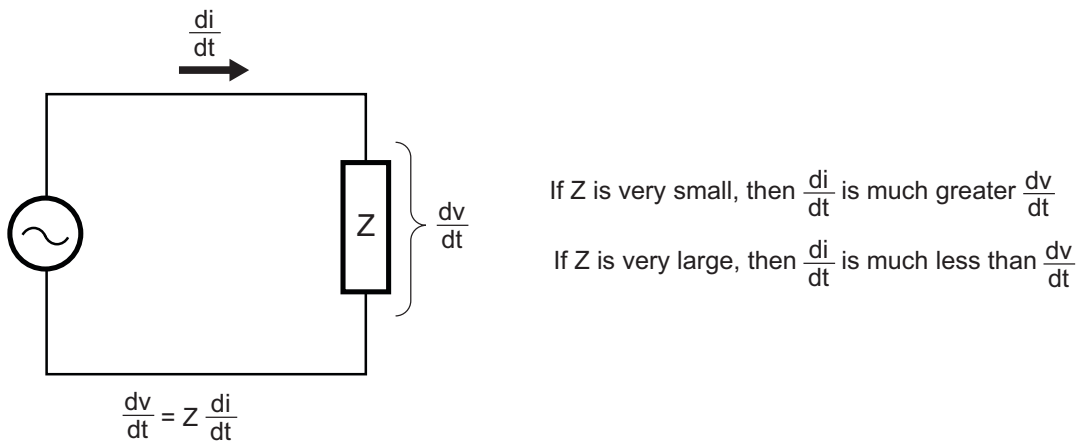 di/dt
Z
dv/dt
If Z is very small, then di/dt is much greater dv/dt
If Z is very large, then di/dt is much less than dv/dt
dv/dt = Z di/dt